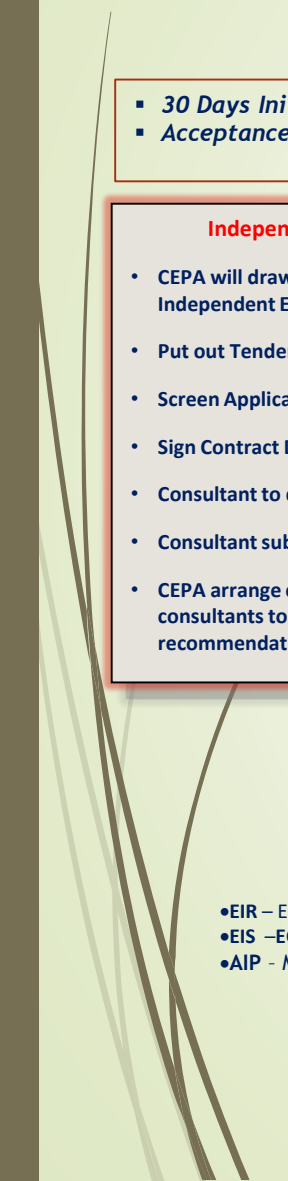 ▪ 30 Days Ini
▪ Acceptance
Indepen
• CEPA will draw
Independent E
• Put out Tende
• Screen Applica
• Sign Contract
• Consultant to
• Consultant sub
• CEPA arrange
consultants to
recommendat
•EIR – E
•EIS –E
•AIP -